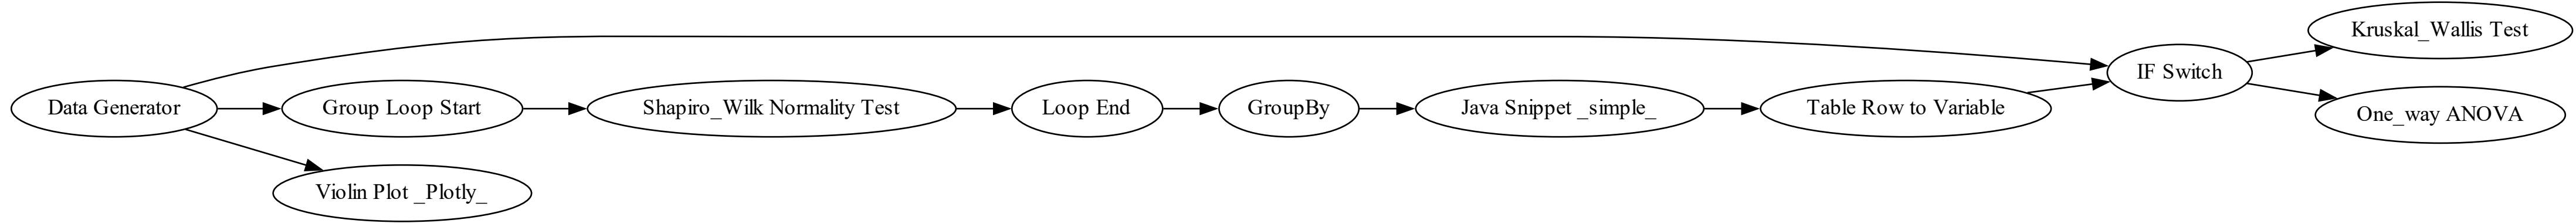 Data Generator
Group Loop Start
Violin Plot _Plotly_
Shapiro_Wilk Normality Test
Loop End
GroupBy
Java Snippet _simple_
Table Row to Variable
IF Switch
Kruskal_Wallis Test
One_way ANOVA